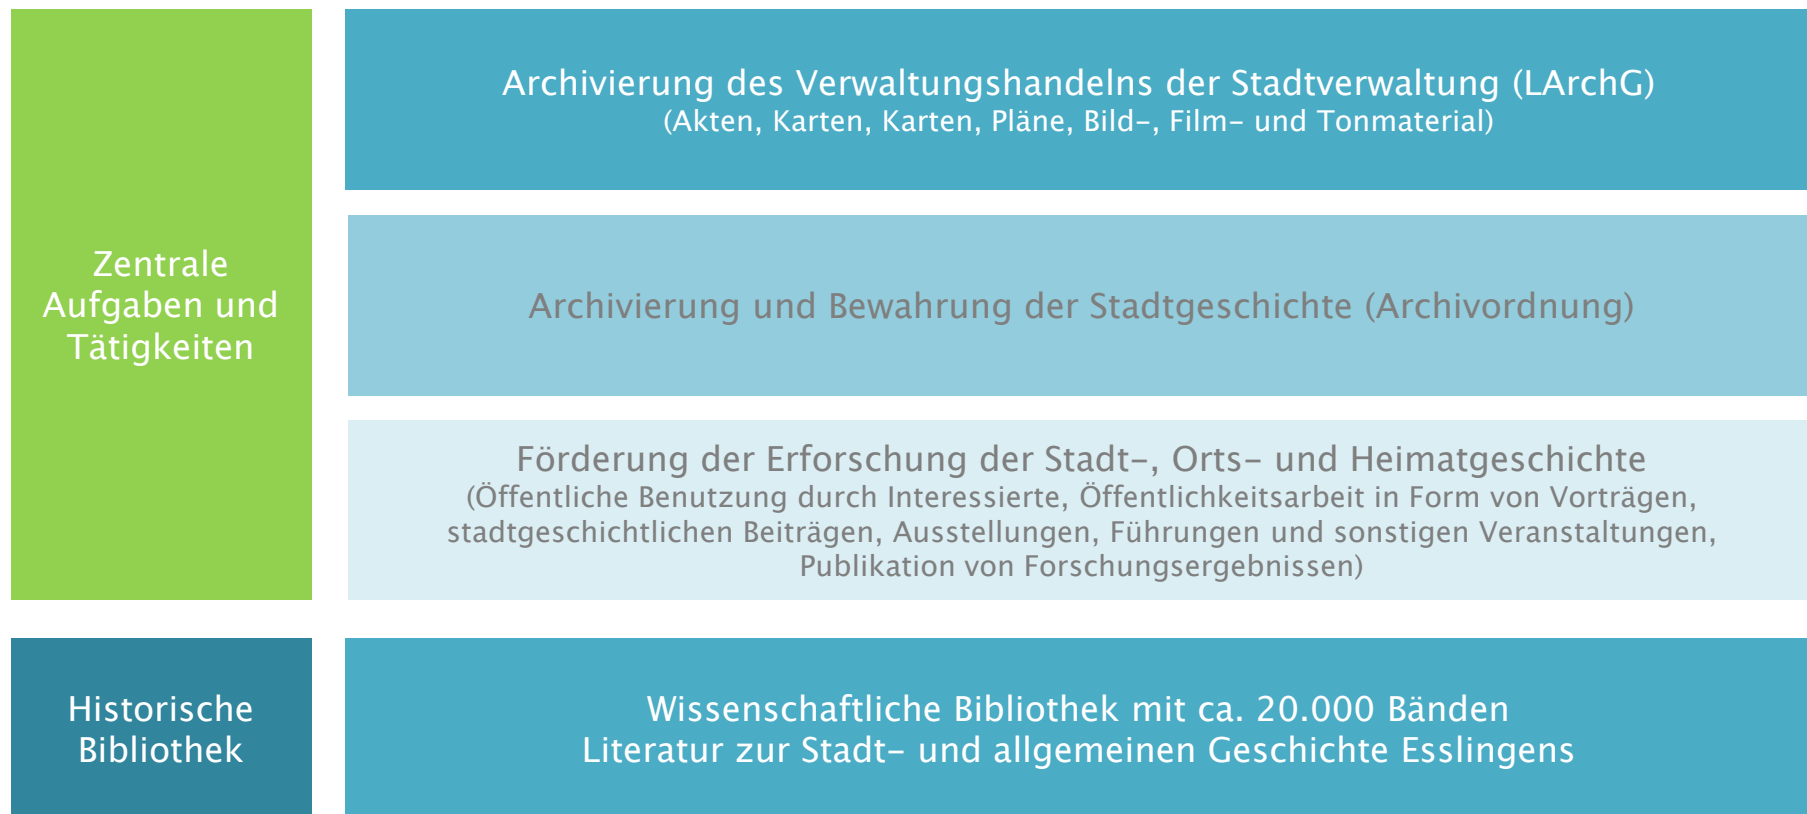 Zentrale
Aufgaben und
Tätigkeiten
Archivierung des Verwaltungshandelns der Stadtverwaltung (LArchG)
(Akten, Karten, Karten, Pläne, Bild-, Film- und Tonmaterial)
Archivierung und Bewahrung der Stadtgeschichte (Archivordnung)
Förderung der Erforschung der Stadt-, Orts- und Heimatgeschichte
(Öffentliche Benutzung durch Interessierte, Öffentlichkeitsarbeit in Form von Vorträgen,
stadtgeschichtlichen Beiträgen, Ausstellungen, Führungen und sonstigen Veranstaltungen,
Publikation von Forschungsergebnissen)
Historische
Bibliothek
Wissenschaftliche Bibliothek mit ca. 20.000 Bänden
Literatur zur Stadt- und allgemeinen Geschichte Esslingens